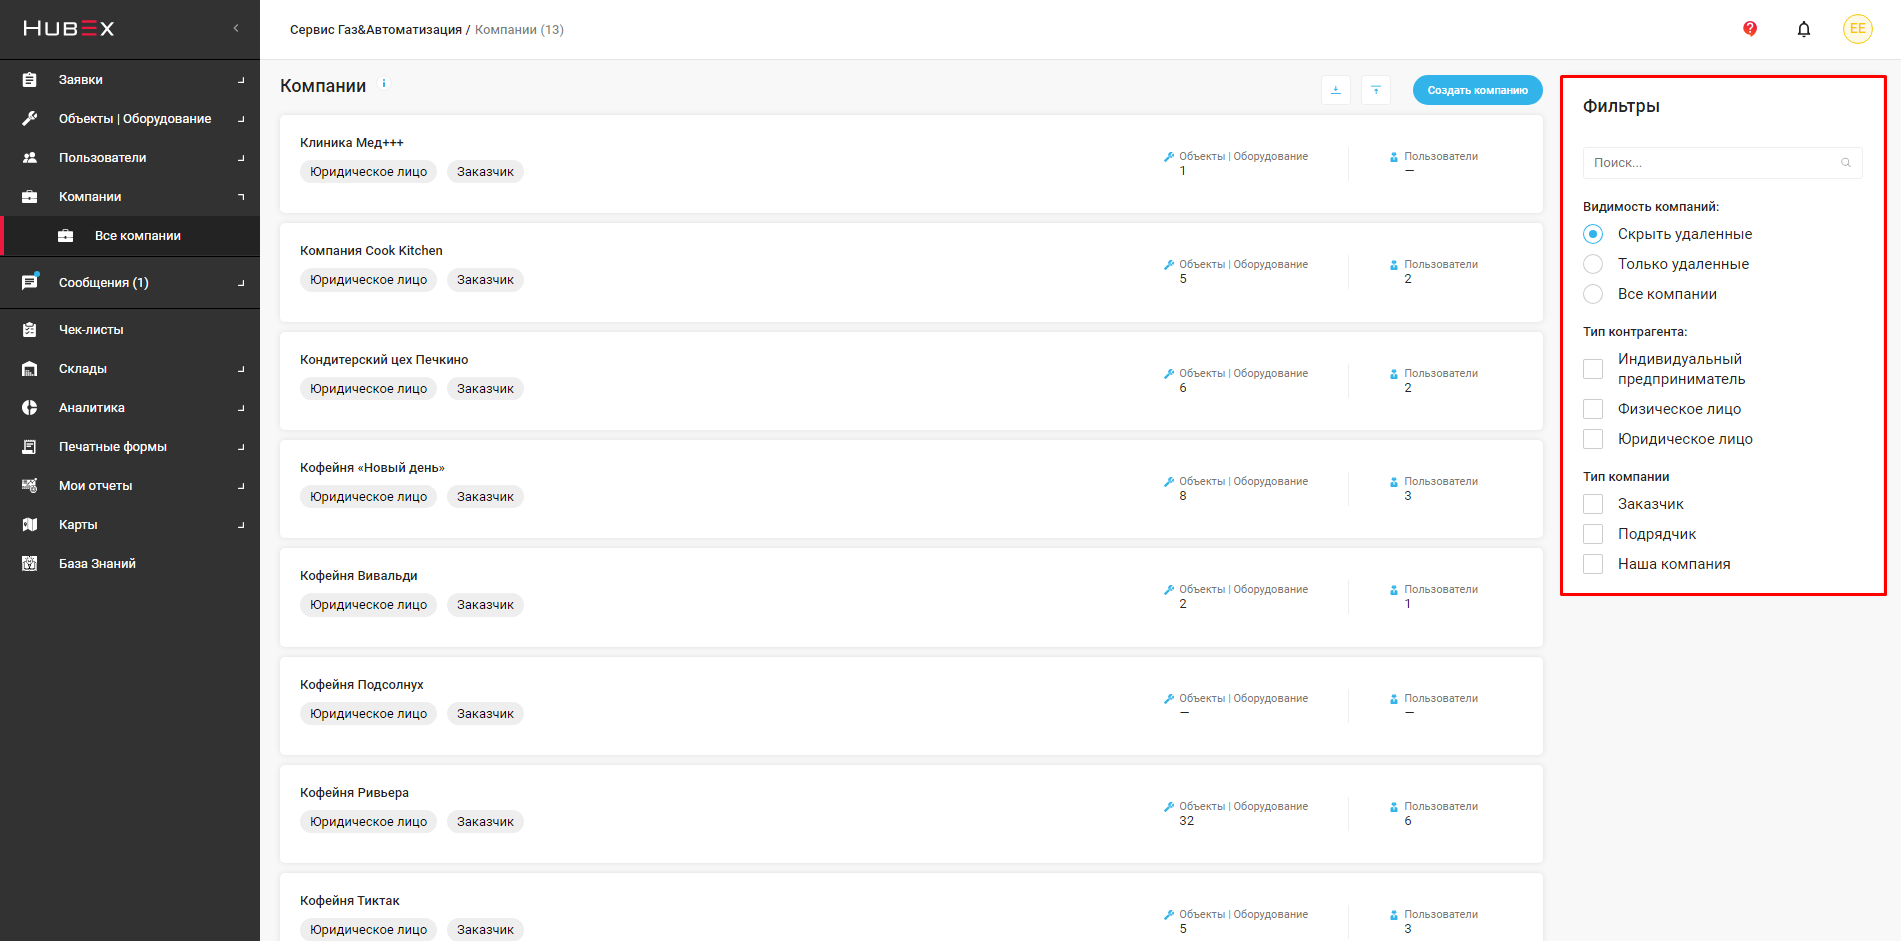 HUBEX
Заявки
Объекты | Оборудование
Пользователи
Компании
Все компании
Сообщения (1)
Чек-листы
Склады
Аналитика
Печатные формы
Мои отчеты
Карты
База Знаний
Сервис Газ&Автоматизация / Компании (13)
EE
Компании
Создать компанию
Клиника Мед+++
Юридическое лицо Заказчик
Объекты | Оборудование
1
Пользователи
—
Компания Cook Kitchen
Юридическое лицо Заказчик
Объекты | Оборудование
5
Пользователи
2
Кондитерский цех Печкино
Юридическое лицо Заказчик
Объекты | Оборудование
6
Пользователи
2
Кофейня «Новый день»
Юридическое лицо Заказчик
Объекты | Оборудование
8
Пользователи
3
Кофейня Вивальди
Юридическое лицо Заказчик
Объекты | Оборудование
2
Пользователи
1
Кофейня Подсолнух
Юридическое лицо Заказчик
Объекты | Оборудование
—
Пользователи
—
Кофейня Ривьера
Юридическое лицо Заказчик
Объекты | Оборудование
32
Пользователи
6
Кофейня Тиктак
Юридическое лицо Заказчик
Объекты | Оборудование
5
Пользователи
3
Фильтры
Поиск...
Видимость компаний:
Скрыть удаленные
Только удаленные
Все компании
Тип контрагента:
Индивидуальный
предприниматель
Физическое лицо
Юридическое лицо
Тип компании
Заказчик
Подрядчик
Наша компания